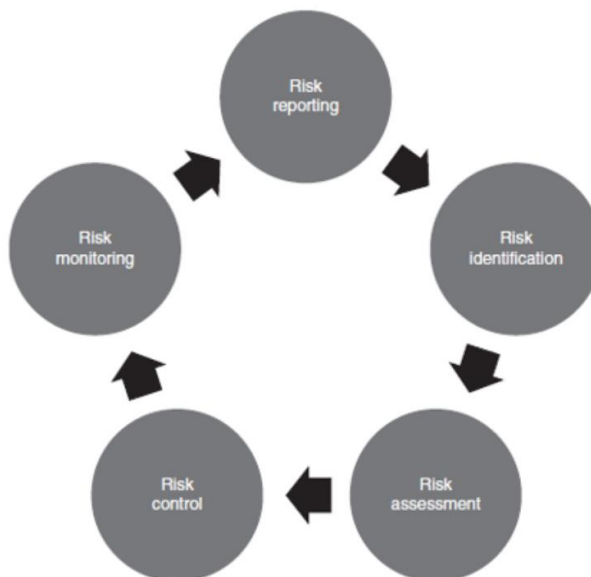 Risk
reporting
Risk
identification
Risk
assessment
Risk
control
Risk
monitoring